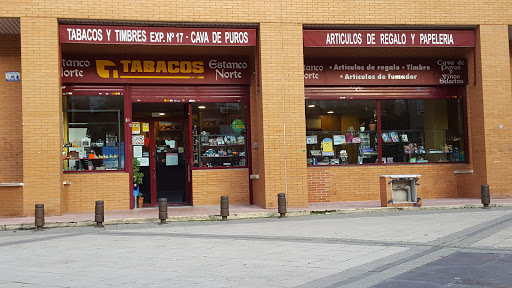 TABACOS Y TIMBRES EXP. Nº 17 - CAVA DE PUROS
ARTICULOS DE REGALO Y PAPELERIA
Estanco Norte
TABACOS
Estanco Norte
Estanco Norte
· Articulos de regalo · Timbre
· Articulos de fumador ·
Cava de Puros
y
Vinos Selectos